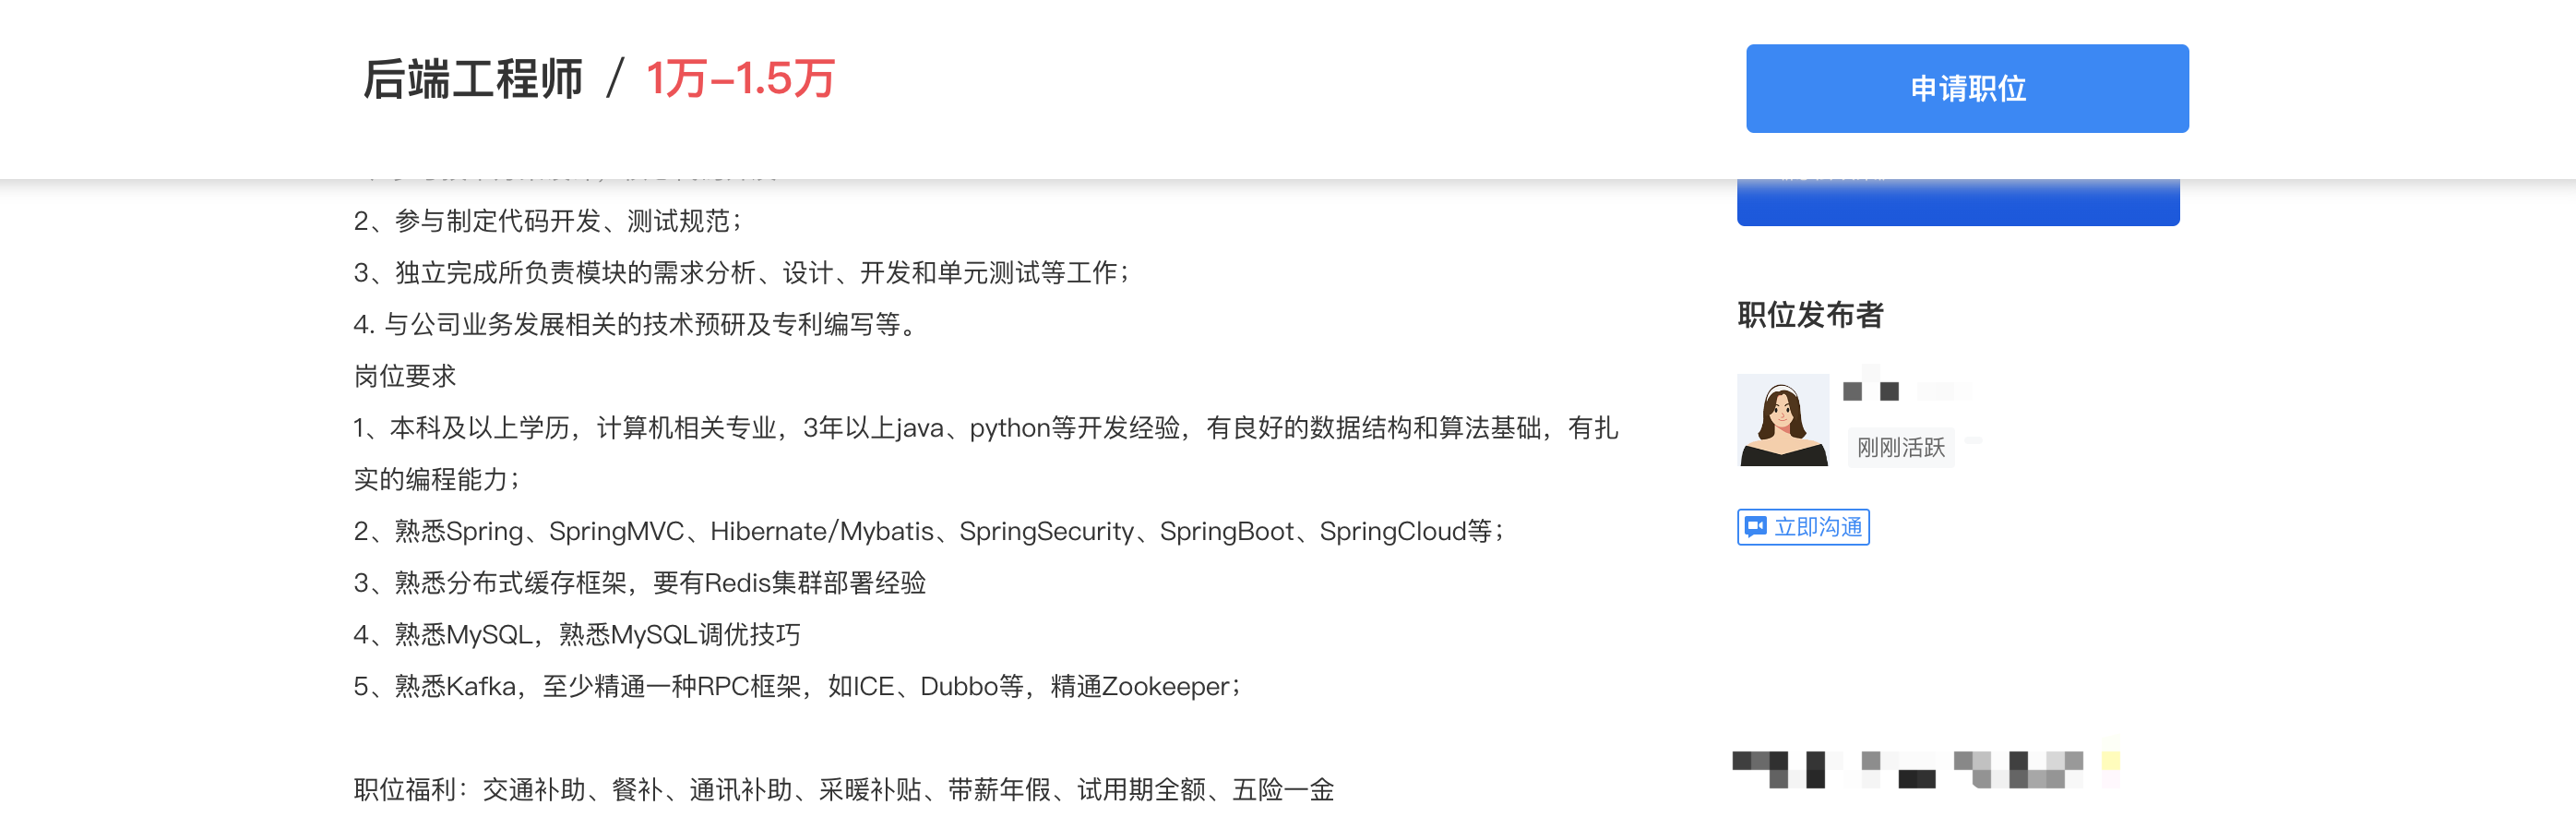 后端工程师 / 1万-1.5万
申请职位
2、参与制定代码开发、测试规范；
3、独立完成所负责模块的需求分析、设计、开发和单元测试等工作；
4. 与公司业务发展相关的技术预研及专利编写等。
岗位要求
1、本科及以上学历，计算机相关专业，3年以上java、python等开发经验，有良好的数据结构和算法基础，有扎
实的编程能力；
2、熟悉Spring、SpringMVC、Hibernate/Mybatis、SpringSecurity、SpringBoot、SpringCloud等；
3、熟悉分布式缓存框架，要有Redis集群部署经验
4、熟悉MySQL，熟悉MySQL调优技巧
5、熟悉Kafka，至少精通一种RPC框架，如ICE、Dubbo等，精通Zookeeper；
职位福利：交通补助、餐补、通讯补助、采暖补贴、带薪年假、试用期全额、五险一金
职位发布者
刚刚活跃
立即沟通